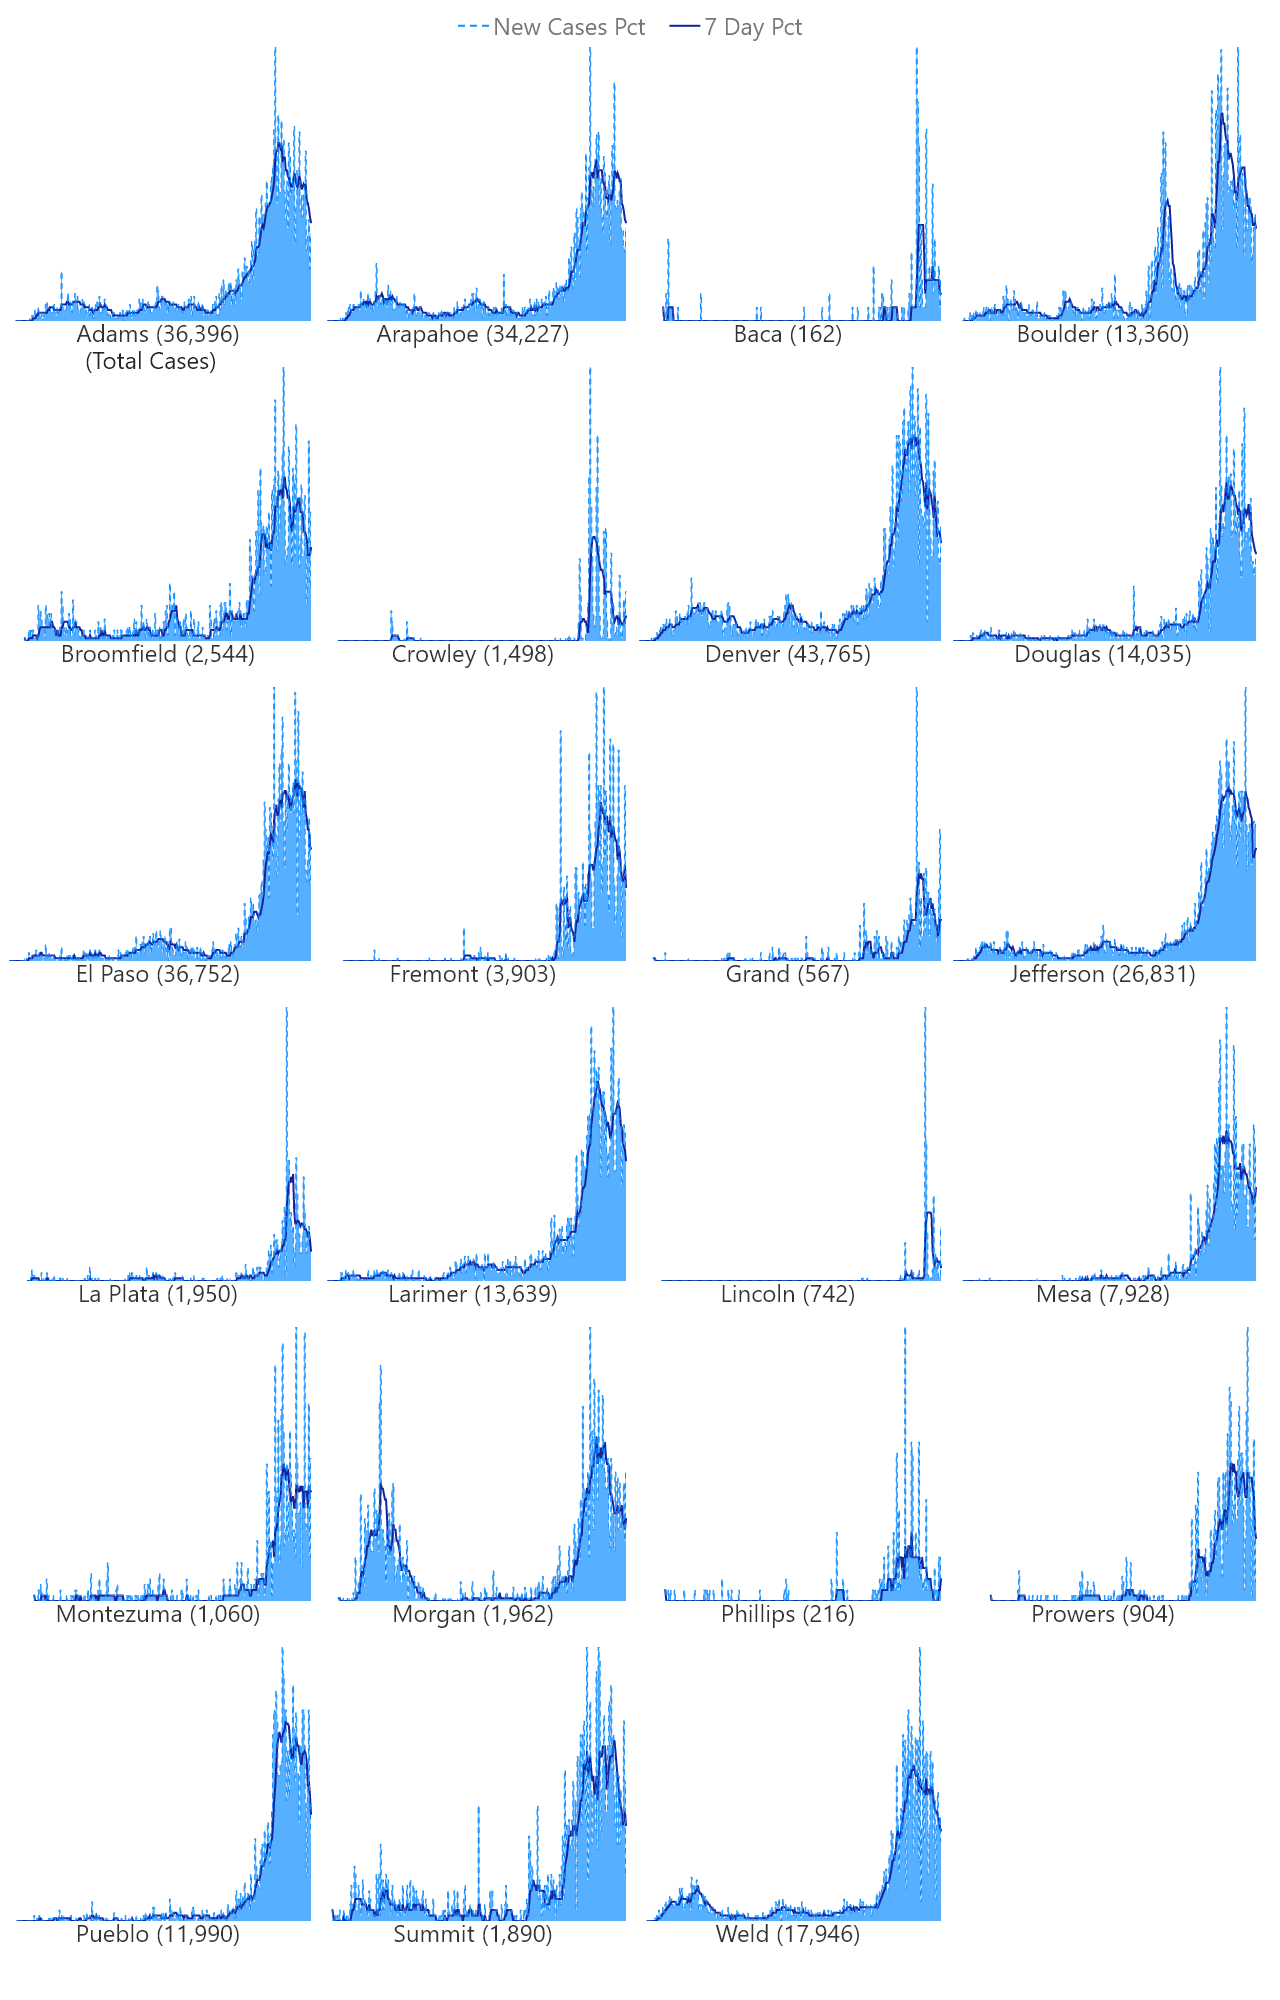 New Cases Pct 7 Day Pct
Adams (36,396) Arapahoe (34,227) Baca (162) Boulder (13,360)
(Total Cases)
Broomfield (2,544) Crowley (1,498) Denver (43,765) Douglas (14,035)
El Paso (36,752) Fremont (3,903) Grand (567) Jefferson (26,831)
La Plata (1,950) Larimer (13,639) Lincoln (742) Mesa (7,928)
Montezuma (1,060) Morgan (1,962) Phillips (216) Prowers (904)
Pueblo (11,990) Summit (1,890) Weld (17,946)